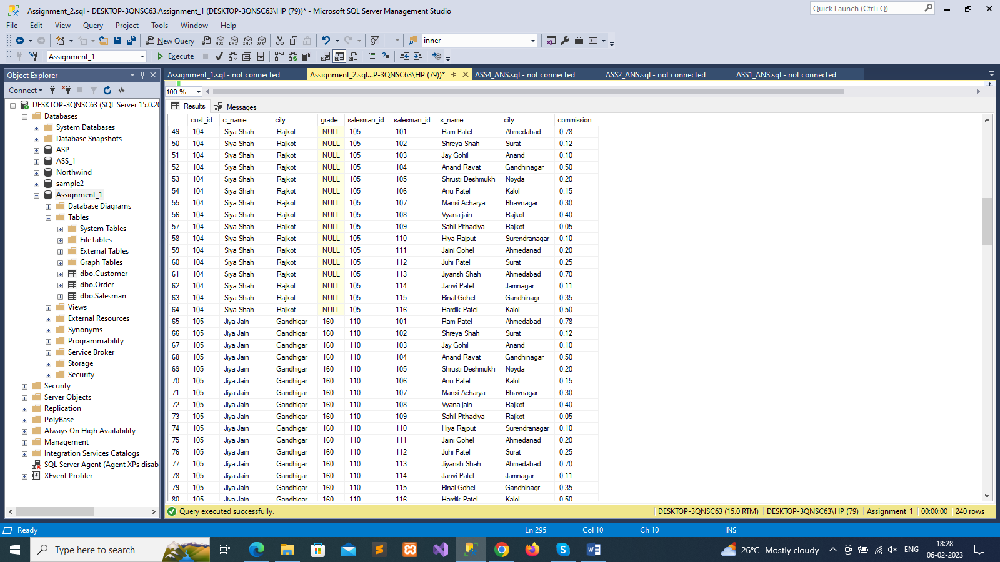 Assignment_2.sql - DESKTOP-3QNSC63.Assignment_1 (DESKTOP-3QNSC63\HP (79))* - Microsoft SQL Server Management Studio
Quick Launch (Ctrl+Q)
File Edit View Query Project Tools Window Help
New Query MDX DMX XMLA DAX inner
Assignment_1 Execute
Object Explorer
Assignment_1.sql - not connected Assignment_2.sql...P-3QNSC63\HP (79))* ASS4_ANS.sql - not connected ASS2_ANS.sql - not connected ASS1_ANS.sql - not connected
Connect
100 %
DESKTOP-3QNSC63 (SQL Server 15.0.20
Databases
System Databases
Database Snapshots
ASP
ASS_1
Northwind
sample2
Assignment_1
Database Diagrams
Tables
System Tables
FileTables
External Tables
Graph Tables
dbo.Customer
dbo.Order_
dbo.Salesman
Views
External Resources
Synonyms
Programmability
Service Broker
Storage
Security
Security
Server Objects
Replication
PolyBase
Always On High Availability
Management
Integration Services Catalogs
SQL Server Agent (Agent XPs disab
XEvent Profiler
Results Messages
cust_id c_name city grade salesman_id salesman_id s_name city commission
49 104 Siya Shah Rajkot NULL 105 101 Ram Patel Ahmedabad 0.78
50 104 Siya Shah Rajkot NULL 105 102 Shreya Shah Surat 0.12
51 104 Siya Shah Rajkot NULL 105 103 Jay Gohil Anand 0.10
52 104 Siya Shah Rajkot NULL 105 104 Anand Ravat Gandhinagar 0.50
53 104 Siya Shah Rajkot NULL 105 105 Shrusti Deshmukh Noyda 0.20
54 104 Siya Shah Rajkot NULL 105 106 Anu Patel Kalol 0.15
55 104 Siya Shah Rajkot NULL 105 107 Mansi Acharya Bhavnagar 0.30
56 104 Siya Shah Rajkot NULL 105 108 Vyana jain Rajkot 0.40
57 104 Siya Shah Rajkot NULL 105 109 Sahil Pithadiya Rajkot 0.05
58 104 Siya Shah Rajkot NULL 105 110 Hiya Rajput Surendranagar 0.10
59 104 Siya Shah Rajkot NULL 105 111 Jaini Gohel Ahmedanad 0.20
60 104 Siya Shah Rajkot NULL 105 112 Juhi Patel Surat 0.25
61 104 Siya Shah Rajkot NULL 105 113 Jiyansh Shah Ahmedabad 0.70
62 104 Siya Shah Rajkot NULL 105 114 Janvi Patel Jamnagar 0.11
63 104 Siya Shah Rajkot NULL 105 115 Binal Gohel Gandhinagr 0.35
64 104 Siya Shah Rajkot NULL 105 116 Hardik Patel Kalol 0.50
65 105 Jiya Jain Gandhigar 160 110 101 Ram Patel Ahmedabad 0.78
66 105 Jiya Jain Gandhigar 160 110 102 Shreya Shah Surat 0.12
67 105 Jiya Jain Gandhigar 160 110 103 Jay Gohil Anand 0.10
68 105 Jiya Jain Gandhigar 160 110 104 Anand Ravat Gandhinagar 0.50
69 105 Jiya Jain Gandhigar 160 110 105 Shrusti Deshmukh Noyda 0.20
70 105 Jiya Jain Gandhigar 160 110 106 Anu Patel Kalol 0.15
71 105 Jiya Jain Gandhigar 160 110 107 Mansi Acharya Bhavnagar 0.30
72 105 Jiya Jain Gandhigar 160 110 108 Vyana jain Rajkot 0.40
73 105 Jiya Jain Gandhigar 160 110 109 Sahil Pithadiya Rajkot 0.05
74 105 Jiya Jain Gandhigar 160 110 110 Hiya Rajput Surendranagar 0.10
75 105 Jiya Jain Gandhigar 160 110 111 Jaini Gohel Ahmedanad 0.20
76 105 Jiya Jain Gandhigar 160 110 112 Juhi Patel Surat 0.25
77 105 Jiya Jain Gandhigar 160 110 113 Jiyansh Shah Ahmedabad 0.70
78 105 Jiya Jain Gandhigar 160 110 114 Janvi Patel Jamnagar 0.11
79 105 Jiya Jain Gandhigar 160 110 115 Binal Gohel Gandhinagr 0.35
80 105 Jiya Jain Gandhigar 160 110 116 Hardik Patel Kalol 0.50
Query executed successfully. DESKTOP-3QNSC63 (15.0 RTM) DESKTOP-3QNSC63\HP (79) Assignment_1 00:00:00 240 rows
Ready Ln 295 Col 10 Ch 10 INS
Type here to search 26°C Mostly cloudy ENG 18:28
06-02-2023